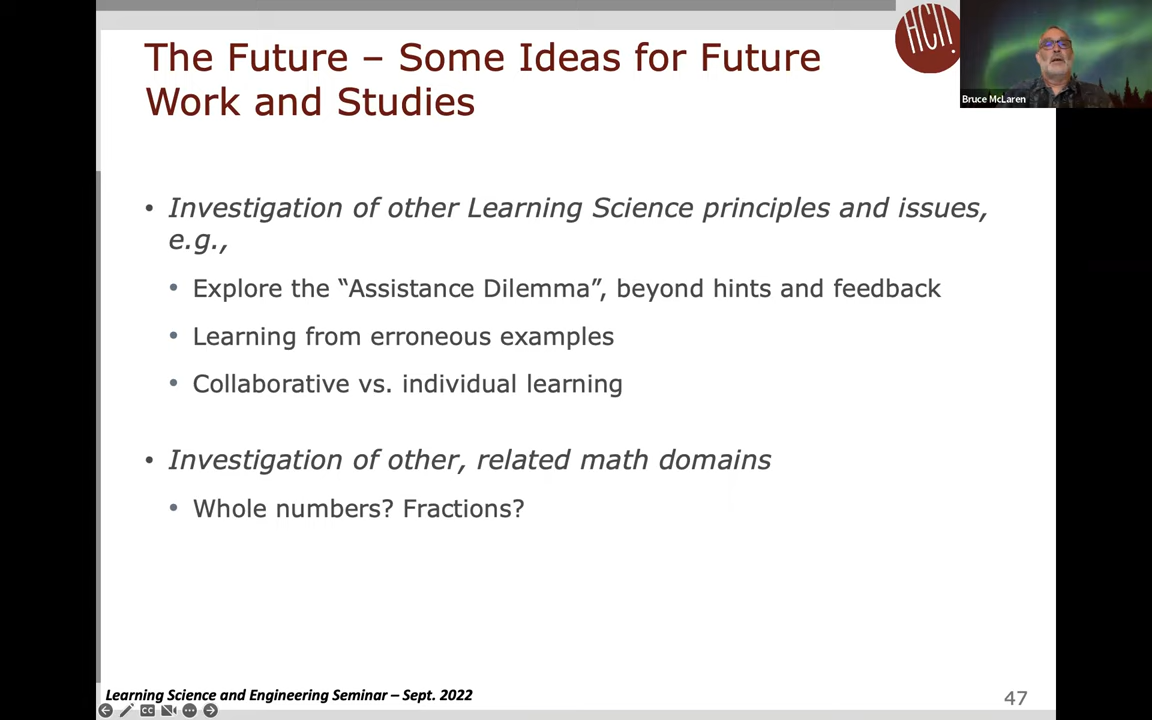 The Future – Some Ideas for Future
Work and Studies
HCII!
Bruce McLaren
• Investigation of other Learning Science principles and issues,
e.g.,
• Explore the “Assistance Dilemma”, beyond hints and feedback
• Learning from erroneous examples
• Collaborative vs. individual learning
• Investigation of other, related math domains
• Whole numbers? Fractions?
Learning Science and Engineering Seminar – Sept. 2022
CC
47